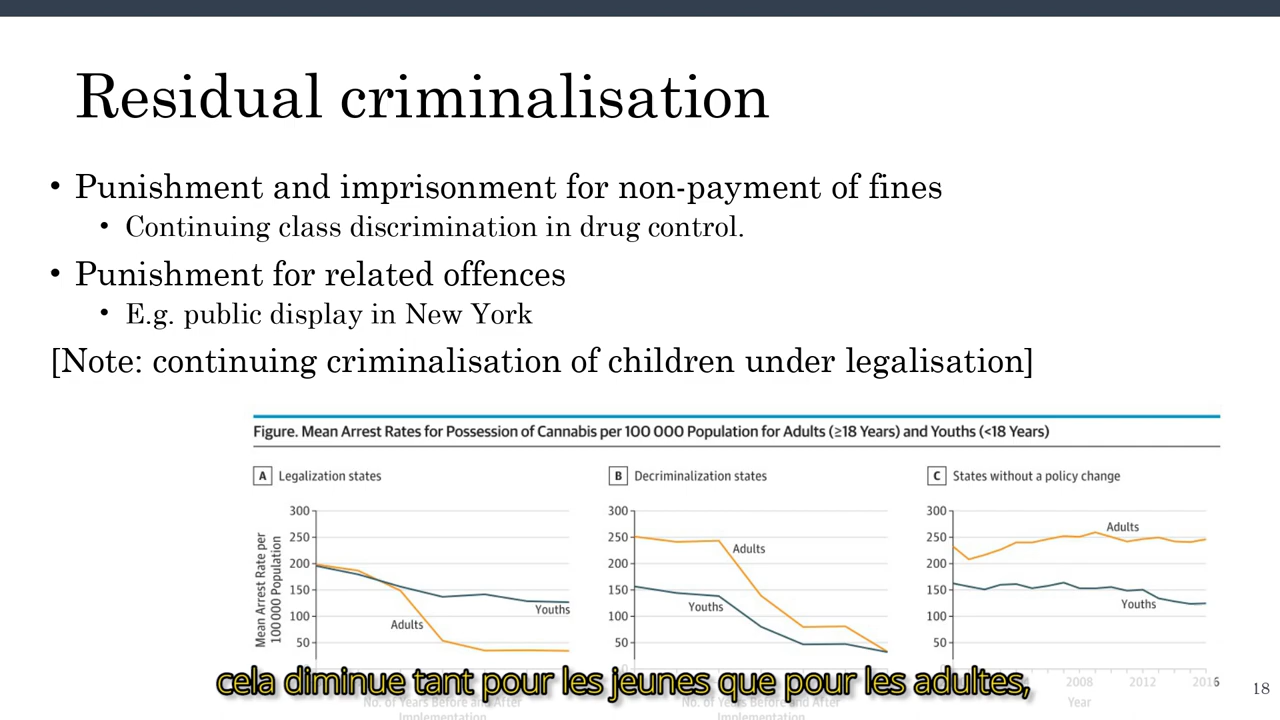 Residual criminalisation
• Punishment and imprisonment for non-payment of fines
• Continuing class discrimination in drug control.
• Punishment for related offences
• E.g. public display in New York
[Note: continuing criminalisation of children under legalisation]
Figure. Mean Arrest Rates for Possession of Cannabis per 100 000 Population for Adults (≥18 Years) and Youths (<18 Years)
A Legalization states
B Decriminalization states
C States without a policy change
Mean Arrest Rate per
100 000 Population
300
250
200
150
100
50
Youths
Adults
No. of Years Before and After
Implementation
300
250
200
150
100
50
0
Adults
Youths
No. of Years Before and After
Implementation
300
250
200
150
100
50
Adults
Youths
2008
2012
2016
Year
cela diminue tant pour les jeunes que pour les adultes,
18